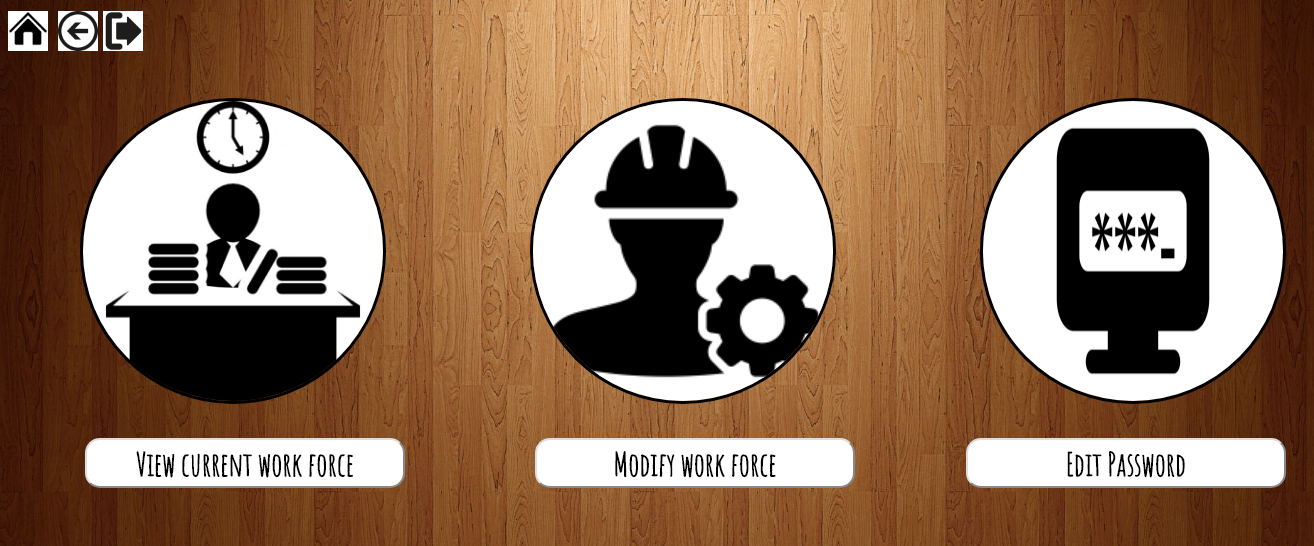 ***_
View current work force
Modify work force
Edit Password